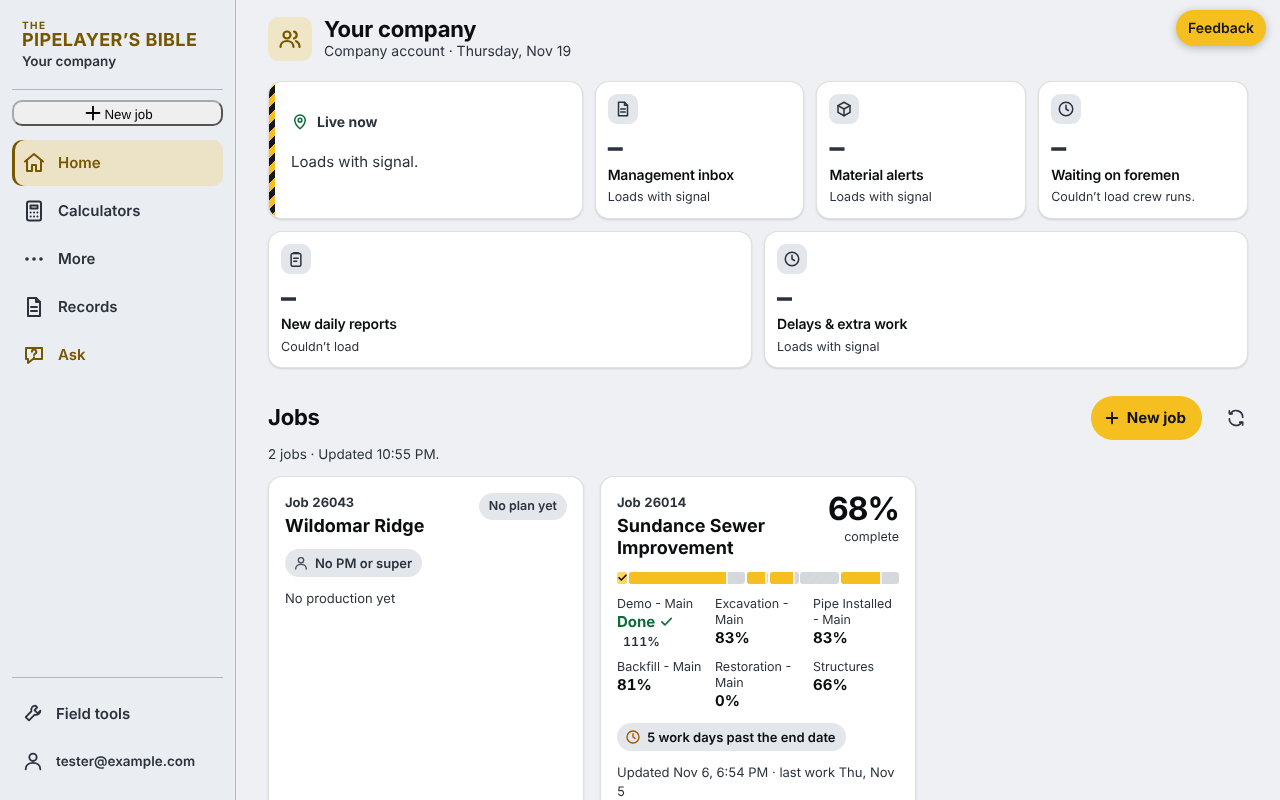 THE
PIPELAYER’S BIBLE
Your company
New job
Home
Calculators
More
Records
Ask
Field tools
tester@example.com
Your company
Company account · Thursday, Nov 19
Feedback
Live now
Loads with signal.
–
Management inbox
Loads with signal
–
Material alerts
Loads with signal
–
Waiting on foremen
Couldn’t load crew runs.
–
New daily reports
Couldn’t load
–
Delays & extra work
Loads with signal
Jobs
New job
2 jobs · Updated 10:55 PM.
Job 26043
No plan yet
Wildomar Ridge
No PM or super
No production yet
Job 26014
68%
complete
Sundance Sewer
Improvement
Demo - Main
Done
111%
Excavation -
Main
83%
Pipe Installed
- Main
83%
Backfill - Main
81%
Restoration -
Main
0%
Structures
66%
5 work days past the end date
Updated Nov 6, 6:54 PM · last work Thu, Nov
5